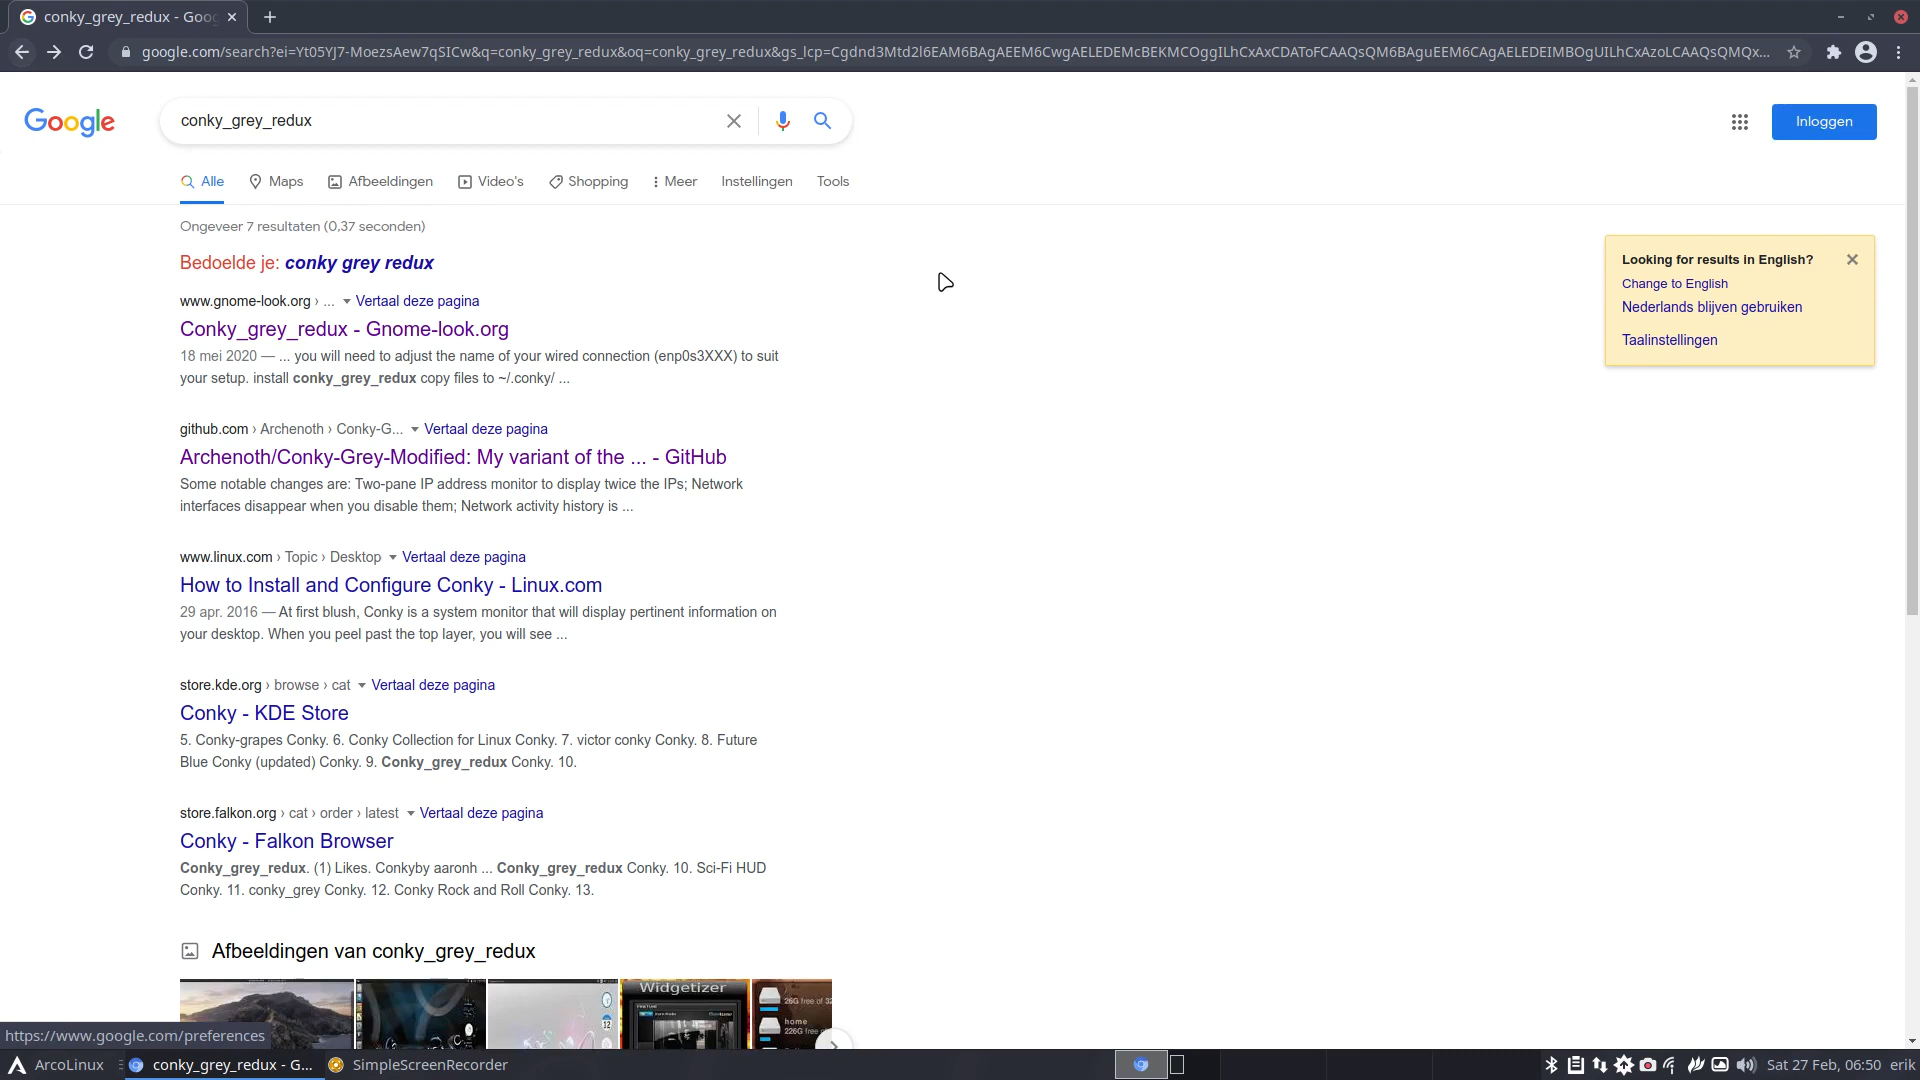 conky_grey_redux - Goog
google.com/search?ei=Yt05YJ7-MoezsAew7qSICw&q=conky_grey_redux&oq=conky_grey_redux&gs_lcp=Cgdnd3Mtd2l6EAM6BAgAEEM6CwgAELEDEMcBEKMCOggILhCxAxCDAToFCAAQsQM6BAguEEM6CAgAELEDEIMBOgUILhCxAzoLCAAQsQMQx...
Google
conky_grey_redux
Inloggen
Alle Maps Afbeeldingen Video's Shopping Meer Instellingen Tools
Ongeveer 7 resultaten (0,37 seconden)
Bedoelde je: conky grey redux
www.gnome-look.org › ... Vertaal deze pagina
Conky_grey_redux - Gnome-look.org
18 mei 2020 — ... you will need to adjust the name of your wired connection (enp0s3XXX) to suit
your setup. install conky_grey_redux copy files to ~/.conky/ ...
github.com › Archenoth › Conky-G... Vertaal deze pagina
Archenoth/Conky-Grey-Modified: My variant of the ... - GitHub
Some notable changes are: Two-pane IP address monitor to display twice the IPs; Network
interfaces disappear when you disable them; Network activity history is ...
www.linux.com › Topic › Desktop Vertaal deze pagina
How to Install and Configure Conky - Linux.com
29 apr. 2016 — At first blush, Conky is a system monitor that will display pertinent information on
your desktop. When you peel past the top layer, you will see ...
store.kde.org › browse › cat Vertaal deze pagina
Conky - KDE Store
5. Conky-grapes Conky. 6. Conky Collection for Linux Conky. 7. victor conky Conky. 8. Future
Blue Conky (updated) Conky. 9. Conky_grey_redux Conky. 10.
store.falkon.org › cat › order › latest Vertaal deze pagina
Conky - Falkon Browser
Conky_grey_redux. (1) Likes. Conkyby aaronh ... Conky_grey_redux Conky. 10. Sci-Fi HUD
Conky. 11. conky_grey Conky. 12. Conky Rock and Roll Conky. 13.
Afbeeldingen van conky_grey_redux
Widgetizer
12
26G free of 32
home
226G free
Looking for results in English?
Change to English
Nederlands blijven gebruiken
Taalinstellingen
https://www.google.com/preferences
ArcoLinux
conky_grey_redux - G...
SimpleScreenRecorder
Sat 27 Feb, 06:50 erik